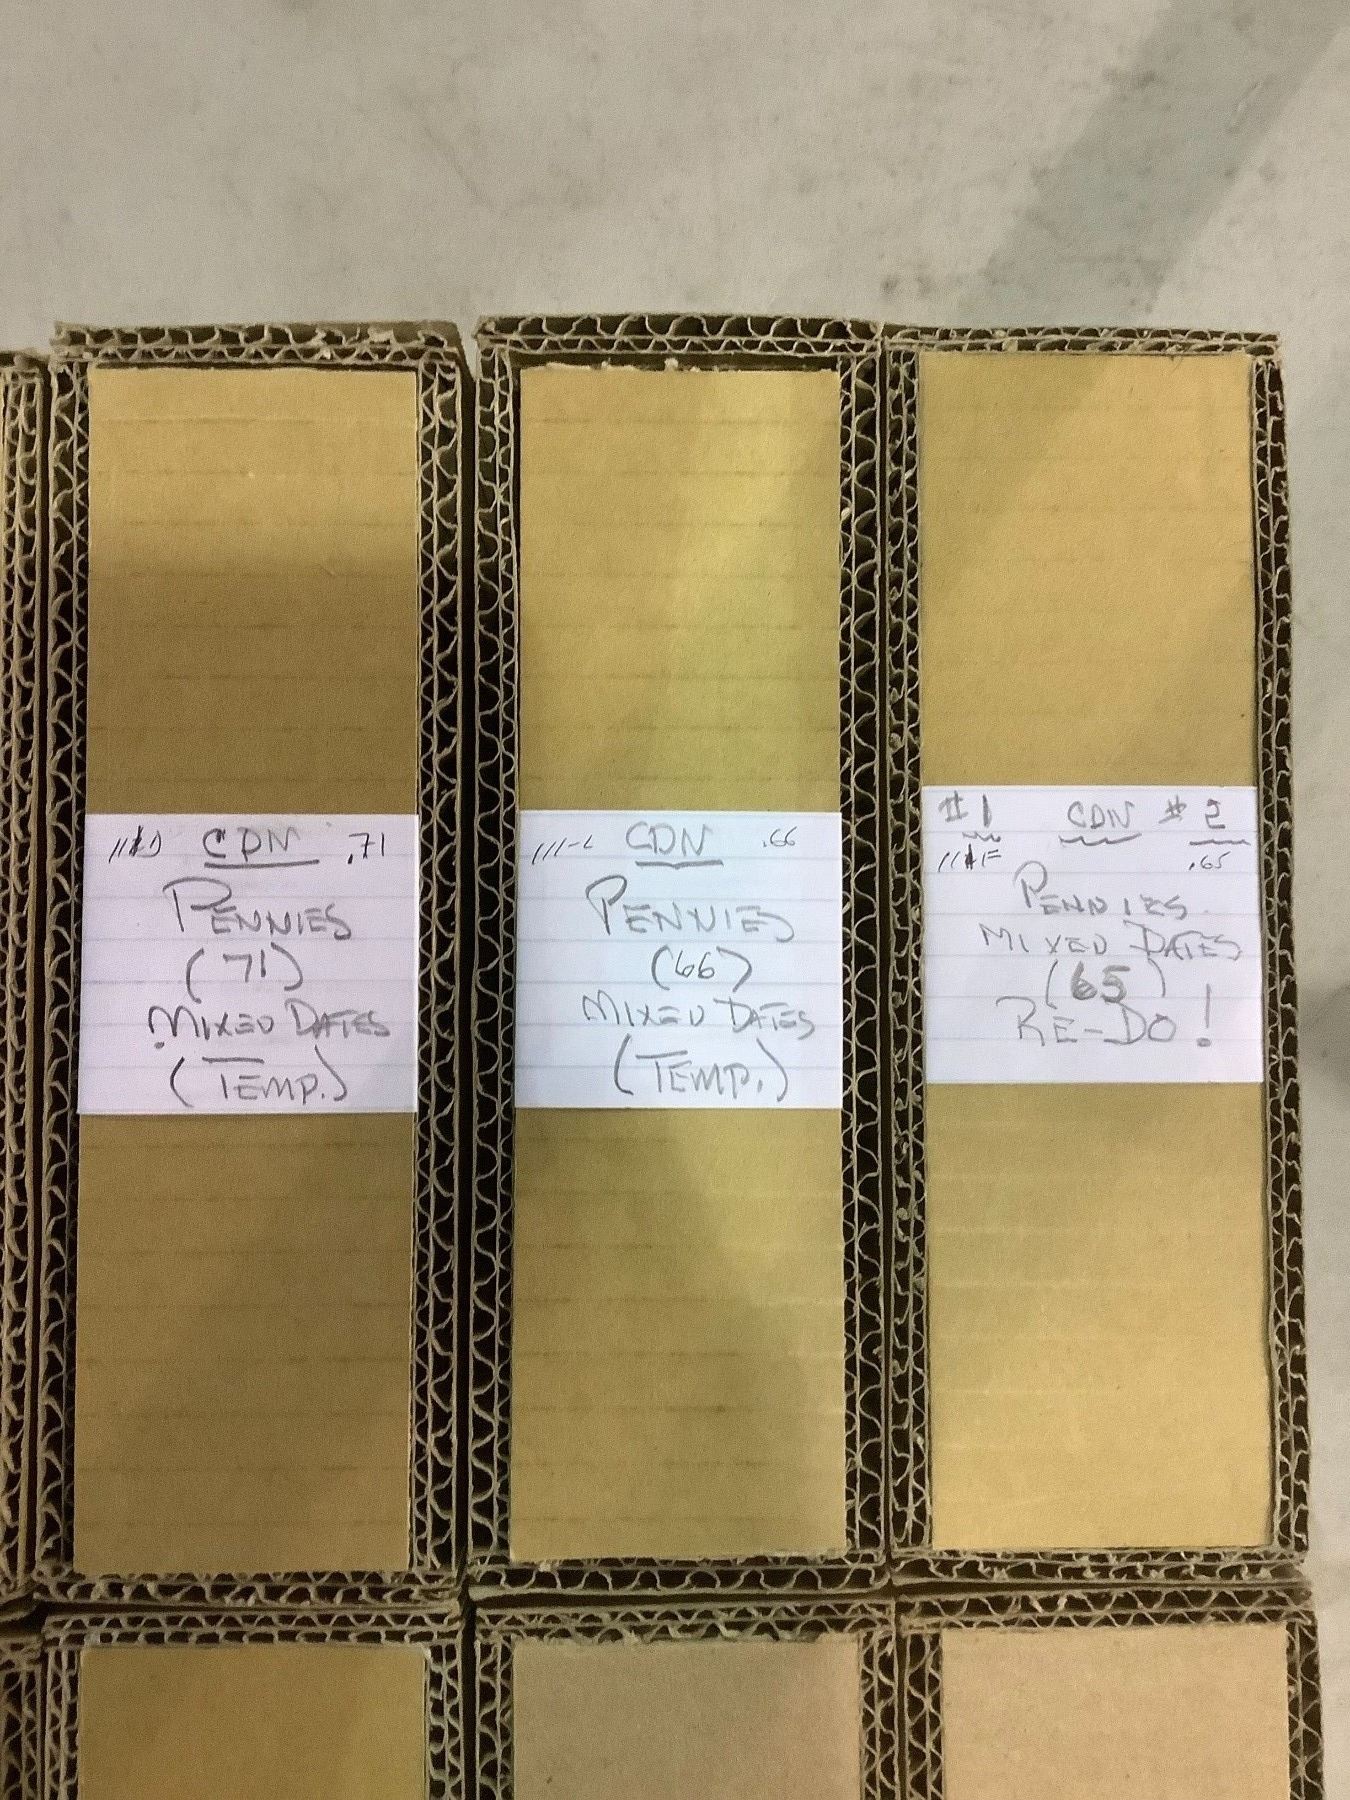 CDN .71
PENNIES
(71)
MIXED DATES
(TEMP.)
CDN .66
PENNIES
(66)
MIXED DATES
(TEMP.)
#1 CDN #2
.65
PENNIES
MIXED DATES
(65)
RE-DO!